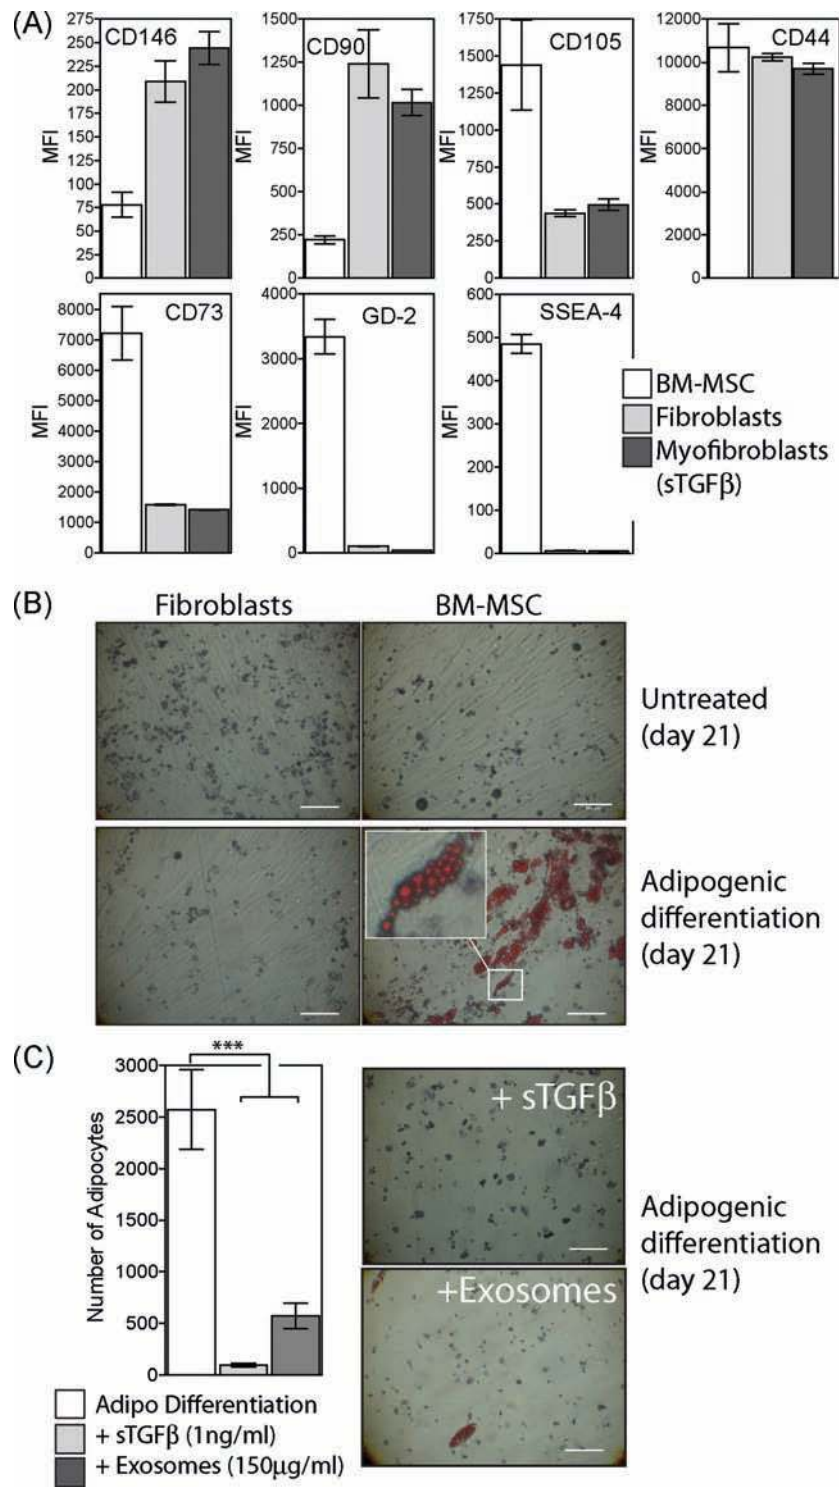 (A)
CD146
MFI
275
250
225
200
175
150
125
100
75
50
25
0
CD90
MFI
1500
1250
1000
750
500
250
0
CD105
MFI
1750
1500
1250
1000
750
500
250
0
CD44
MFI
10000
8000
6000
4000
2000
0
CD73
MFI
8000
7000
6000
5000
4000
3000
2000
1000
0
GD-2
MFI
4000
3000
2000
1000
0
SSEA-4
MFI
600
500
400
300
200
100
0
BM-MSC
Fibroblasts
Myofibroblasts
(sTGFβ)
(B)
Fibroblasts
BM-MSC
Untreated
(day 21)
Adipogenic
differentiation
(day 21)
(C)
***
Number of Adipocytes
3000
2500
2000
1500
1000
500
0
Adipo Differentiation
+ sTGFβ (1ng/ml)
+ Exosomes (150μg/ml)
+ sTGFβ
+Exosomes
Adipogenic
differentiation
(day 21)